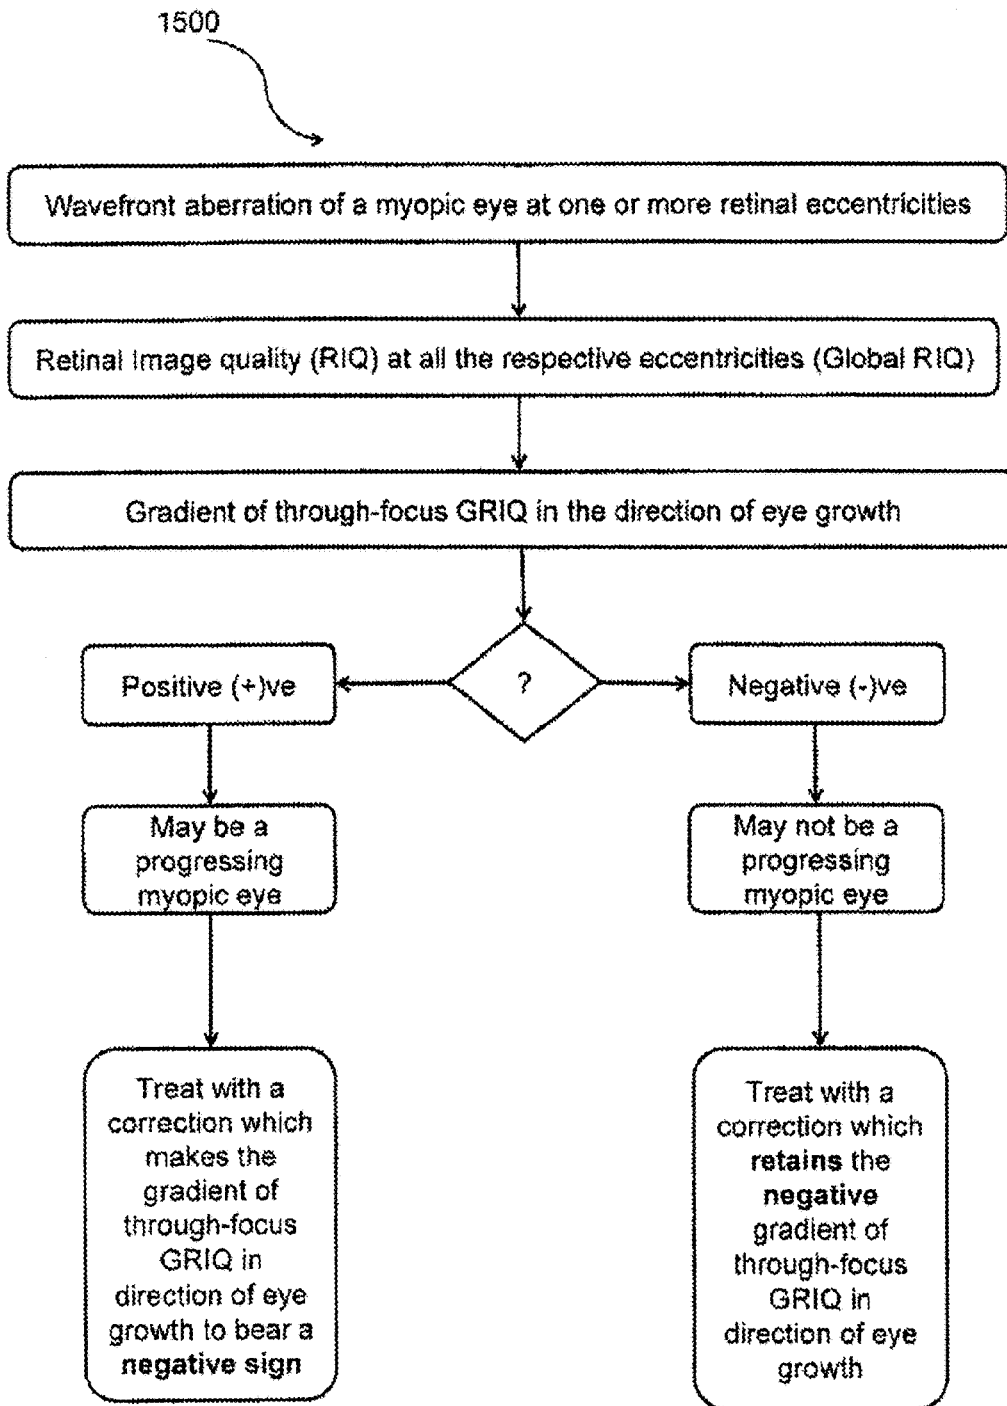 1500
Wavefront aberration of a myopic eye at one or more retinal eccentricities
Retinal Image quality (RIQ) at all the respective eccentricities (Global RIQ)
Gradient of through-focus GRIQ in the direction of eye growth
?
Positive (+)ve
May be a
progressing
myopic eye
Treat with a
correction which
makes the
gradient of
through-focus
GRIQ in
direction of eye
growth to bear a
negative sign
Negative (-)ve
May not be a
progressing
myopic eye
Treat with a
correction which
retains the
negative
gradient of
through-focus
GRIQ in
direction of eye
growth